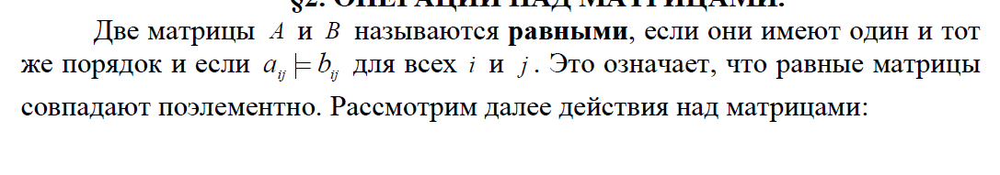 §2. ОПЕРАЦИИ НАД МАТРИЦАМИ.
Две матрицы A и B называются равными, если они имеют один и тот
же порядок и если a_{ij} |= b_{ij} для всех i и j. Это означает, что равные матрицы
совпадают поэлементно. Рассмотрим далее действия над матрицами: